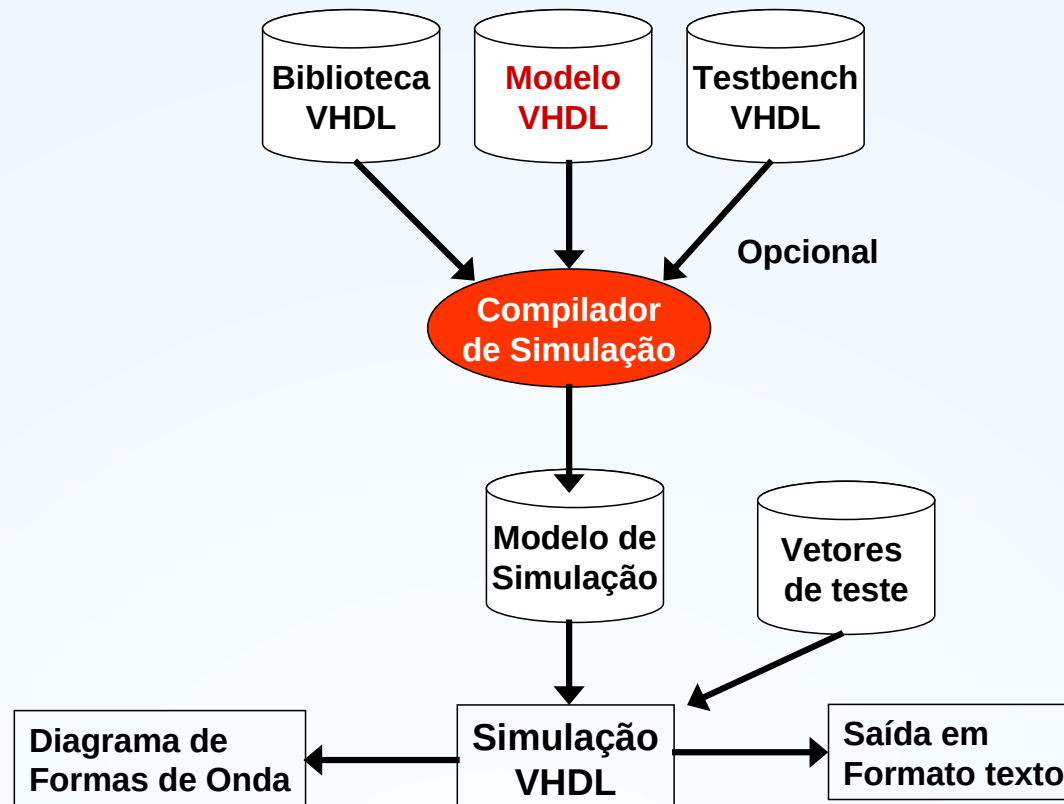 Biblioteca
VHDL
Modelo
VHDL
Testbench
VHDL
Opcional
Compilador
de Simulação
Modelo de
Simulação
Vetores
de teste
Diagrama de
Formas de Onda
Simulação
VHDL
Saída em
Formato texto